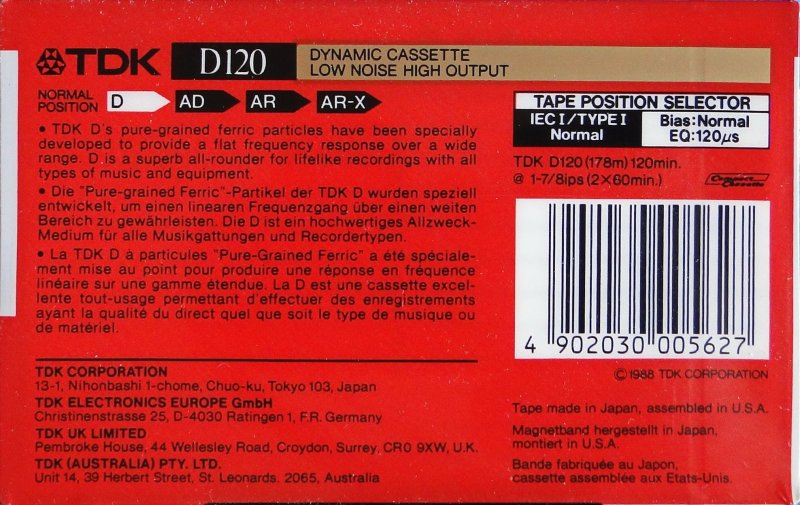 TDK D120 DYNAMIC CASSETTE
LOW NOISE HIGH OUTPUT
NORMAL
POSITION D AD AR AR-X
• TDK D's pure-grained ferric particles have been specially
developed to provide a flat frequency response over a wide
range. D is a superb all-rounder for lifelike recordings with all
types of music and equipment.
• Die "Pure-grained Ferric"-Partikel der TDK D wurden speziell
entwickelt, um einen linearen Frequenzgang über einen weiten
Bereich zu gewährleisten. Die D ist ein hochwertiges Allzweck-
Medium für alle Musikgattungen und Recordertypen.
• La TDK D à particules "Pure-Grained Ferric" a été spéciale-
ment mise au point pour produire une réponse en fréquence
linéaire sur une gamme étendue. La D est une cassette excel-
lente tout-usage permettant d'effectuer des enregistrements
ayant la qualité du direct quel que soit le type de musique ou
de matériel.
TDK CORPORATION
13-1, Nihonbashi 1-chome, Chuo-ku, Tokyo 103, Japan
TDK ELECTRONICS EUROPE GmbH
Christinenstrasse 25, D-4030 Ratingen 1, F.R. Germany
TDK UK LIMITED
Pembroke House, 44 Wellesley Road, Croydon, Surrey, CR0 9XW, U.K.
TDK (AUSTRALIA) PTY. LTD.
Unit 14, 39 Herbert Street, St. Leonards. 2065, Australia
TAPE POSITION SELECTOR
IEC I/TYPE I Bias:Normal
Normal EQ:120μs
TDK D120 (178m) 120min.
@ 1-7/8ips (2×60min.) Compact Cassette
4 902030 005627
© 1988 TDK CORPORATION
Tape made in Japan, assembled in U.S.A.
Magnetband hergestellt in Japan,
montiert in U.S.A.
Bande fabriquée au Japon,
cassette assemblée aux Etats-Unis.